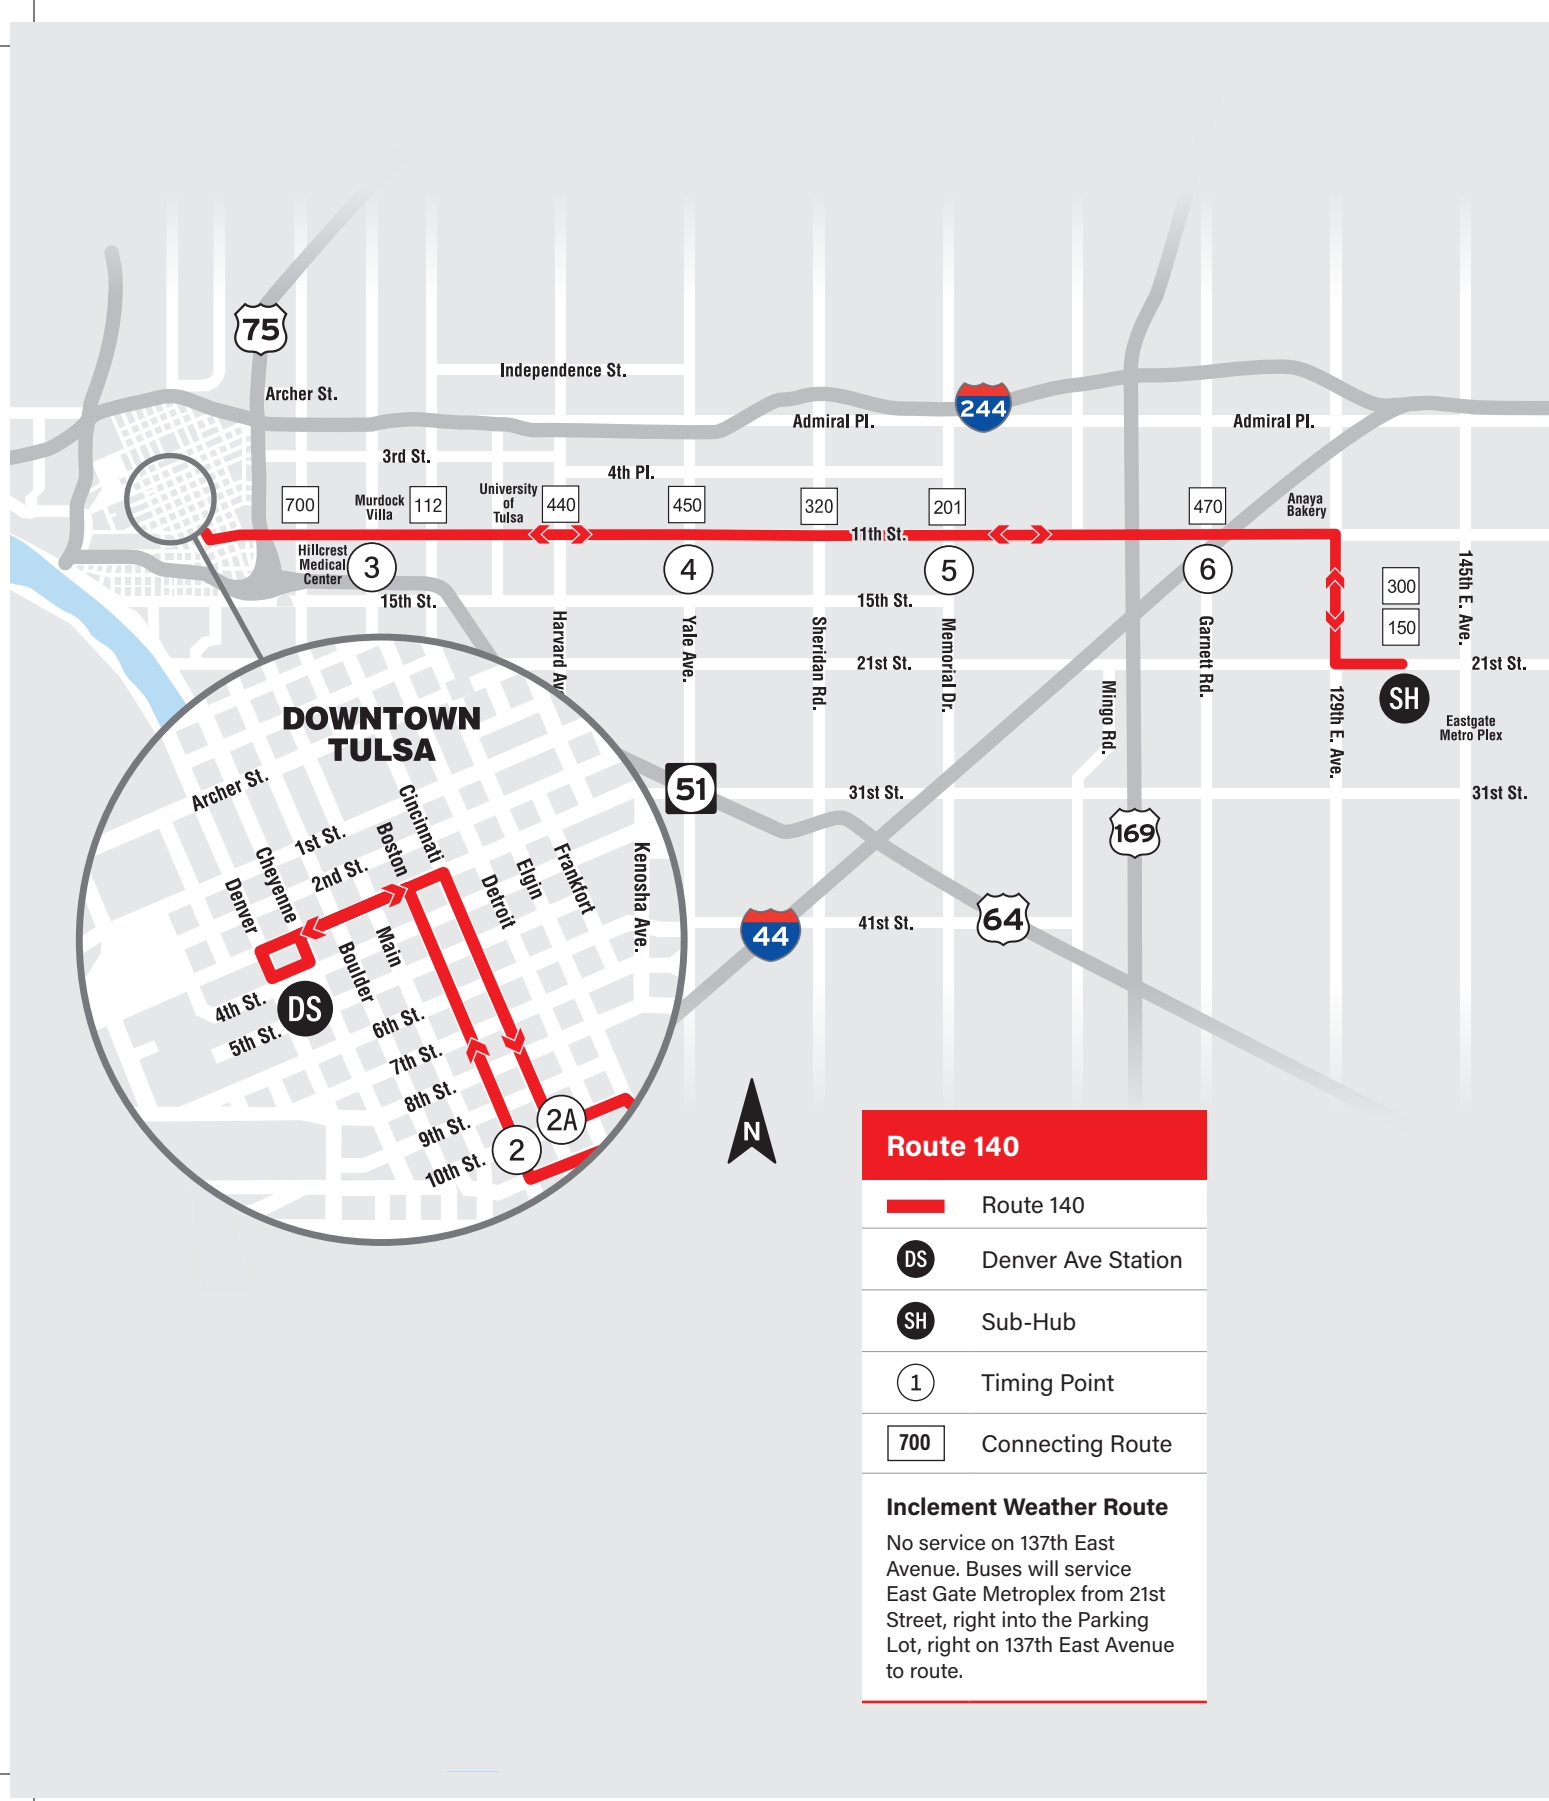 75
Independence St.
Archer St.
244
Admiral Pl.
Admiral Pl.
3rd St.
4th Pl.
700
Murdock
Villa
112
University
of
Tulsa
440
450
320
201
470
Anaya
Bakery
11th St.
Hillcrest
Medical
Center
3
4
5
6
300
150
145th E. Ave.
15th St.
15th St.
Harvard Av
Yale Ave.
Sheridan Rd.
Memorial Dr.
Garnett Rd.
21st St.
21st St.
Mingo Rd.
129th E. Ave.
SH
Eastgate
Metro Plex
DOWNTOWN
TULSA
51
31st St.
31st St.
169
Archer St.
1st St.
2nd St.
Cincinnati
Boston
Cheyenne
Denver
Kenosha Ave.
Frankfort
Elgin
Detroit
Main
Boulder
44
41st St.
64
4th St.
DS
5th St.
6th St.
7th St.
8th St.
9th St.
10th St.
2A
2
N
Route 140
Route 140
DS Denver Ave Station
SH Sub-Hub
1 Timing Point
700 Connecting Route
Inclement Weather Route
No service on 137th East
Avenue. Buses will service
East Gate Metroplex from 21st
Street, right into the Parking
Lot, right on 137th East Avenue
to route.